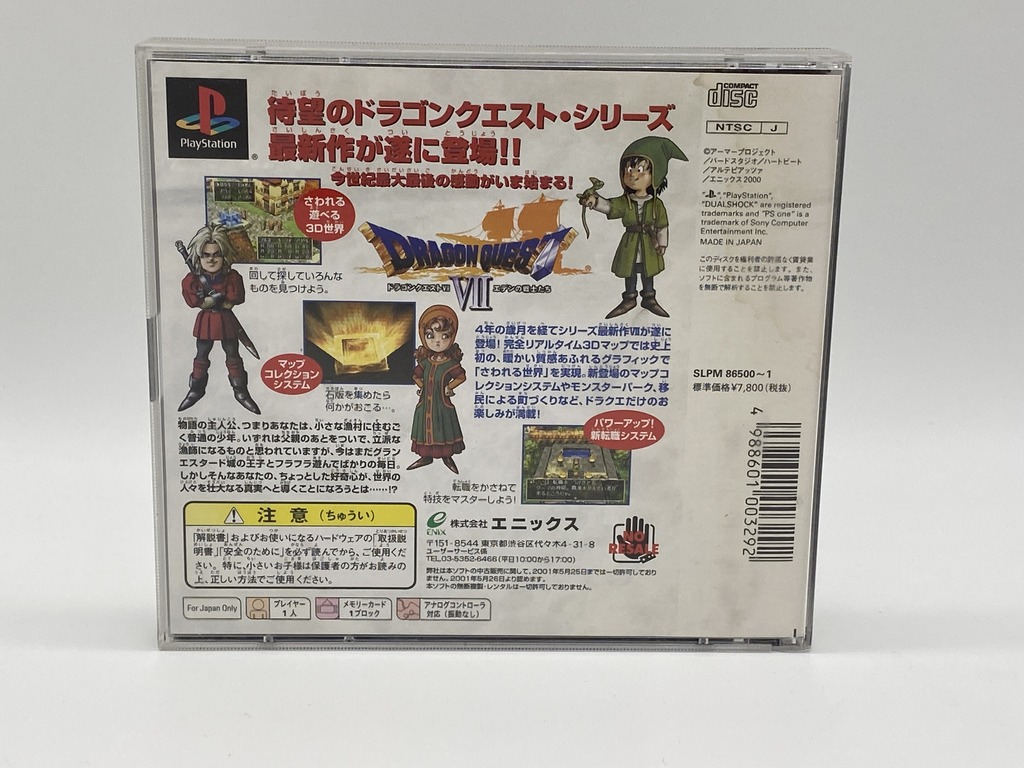 PlayStation
®
待望のドラゴンクエスト・シリーズ
最新作が遂に登場!!
今世紀最大最後の感動がいま始まる!
さわれる
遊べる
3D世界
回して探していろんな
ものを見つけよう。
DRAGON QUEST
ドラゴンクエストVII エデンの戦士たち
VII
マップ
コレクション
システム
石版を集めたら
何かがおこる…。
4年の歳月を経てシリーズ最新作VIIが遂に
登場! 完全リアルタイム3Dマップでは史上
初の、暖かい質感あふれるグラフィックで
「さわれる世界」を実現。新登場のマップコ
レクションシステムやモンスターパーク、移
民による町づくりなど、ドラクエだけのお
楽しみが満載!
パワーアップ!
新転職システム
転職をかさねて
特技をマスターしよう!
物語の主人公、つまりあなたは、小さな漁村に住むご
く普通の少年。いずれは父親のあとをついで、立派な
漁師になるものと思われていますが、今はまだグラン
エスタード城の王子とフラフラ遊んでばかりの毎日。
しかしそんなあなたの、ちょっとした好奇心が、世界の
人々を壮大なる真実へと導くことになろうとは……!?
注意(ちゅうい)
「解説書」およびお使いになるハードウェアの「取扱説
明書」「安全のために」を必ず読んでから、ご使用くだ
さい。特に、小さいお子様は保護者の方がお読みの
上、正しい方法でご使用ください。
For Japan Only
プレイヤー
1人
メモリーカード
1ブロック
アナログコントローラ
対応(振動なし)
ENIX
株式会社 エニックス
〒151-8544 東京都渋谷区代々木4-31-8
ユーザーサービス係
TEL.03-5352-6466(平日10:00から17:00)
弊社は本ソフトの中古販売に関して、2001年5月25日までは一切許可しており
ません。2001年5月26日より認めます。
本ソフトの無断複製・レンタルは一切許可しておりません。
NO
RESALE
COMPACT
disc
NTSC J
©アーマープロジェクト
/バードスタジオ/ハートビート
/アルテピアッツァ
/エニックス2000
"PS", "PlayStation",
"DUALSHOCK" are registered
trademarks and "PS one" is a
trademark of Sony Computer
Entertainment Inc.
MADE IN JAPAN
このディスクを権利者の許諾なく賃貸業
に使用することを禁止します。また、
ソフトに含まれるプログラム等著作物
を無断で解析することを禁止します。
SLPM 86500~1
標準価格¥7,800(税抜)
4 988601 003292